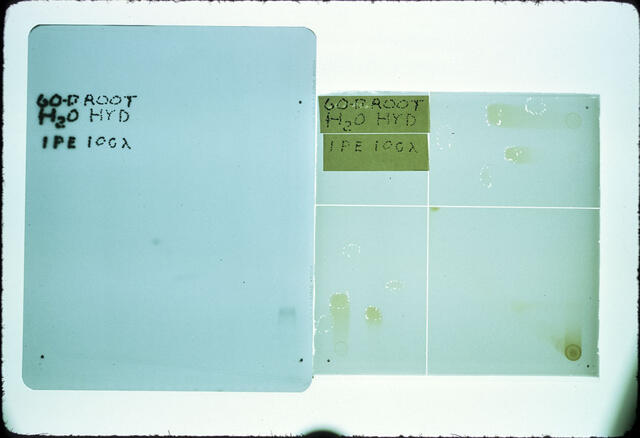 60-D ROOT
H2O HYD
IPE 100λ
60-D ROOT
H2O HYD
IPE 100λ